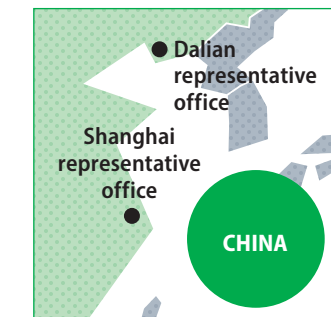 Dalian
representative
office
Shanghai
representative
office
CHINA